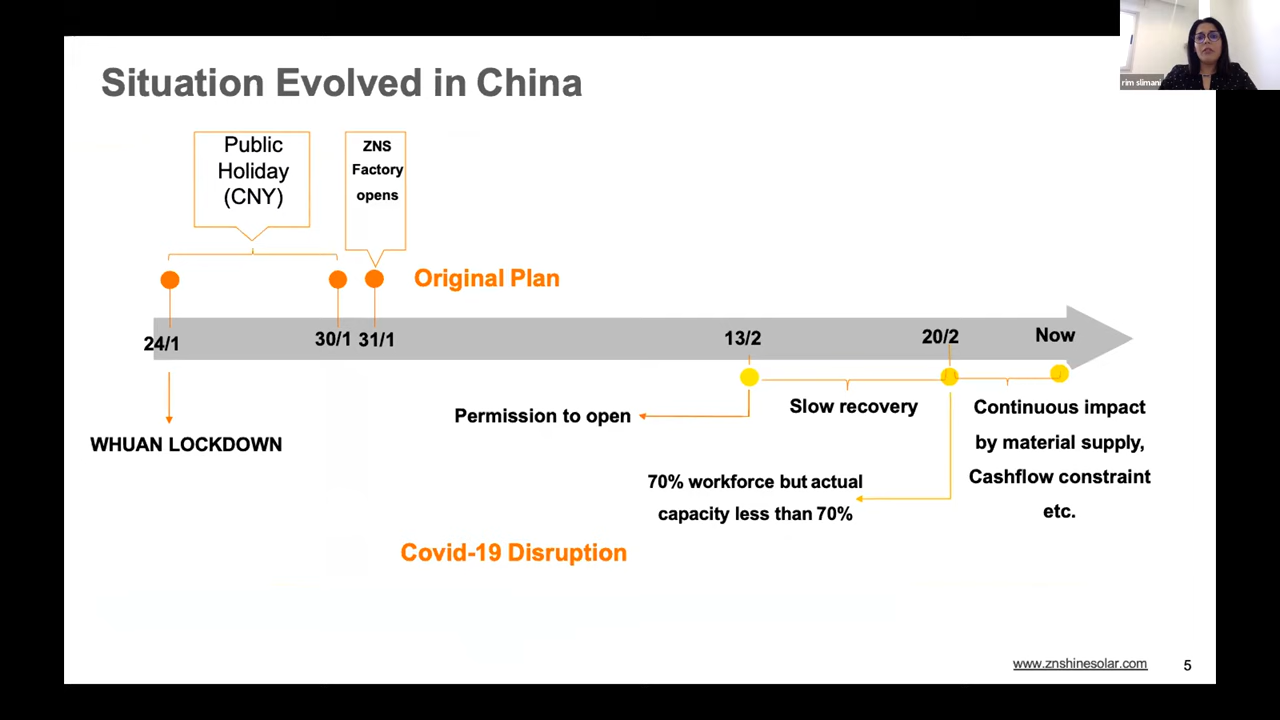 Situation Evolved in China
rim slimani
Public
Holiday
(CNY)
ZNS
Factory
opens
Original Plan
24/1
30/1
31/1
13/2
20/2
Now
WHUAN LOCKDOWN
Permission to open
Slow recovery
Continuous impact
by material supply,
Cashflow constraint
etc.
70% workforce but actual
capacity less than 70%
Covid-19 Disruption
www.znshinesolar.com
5